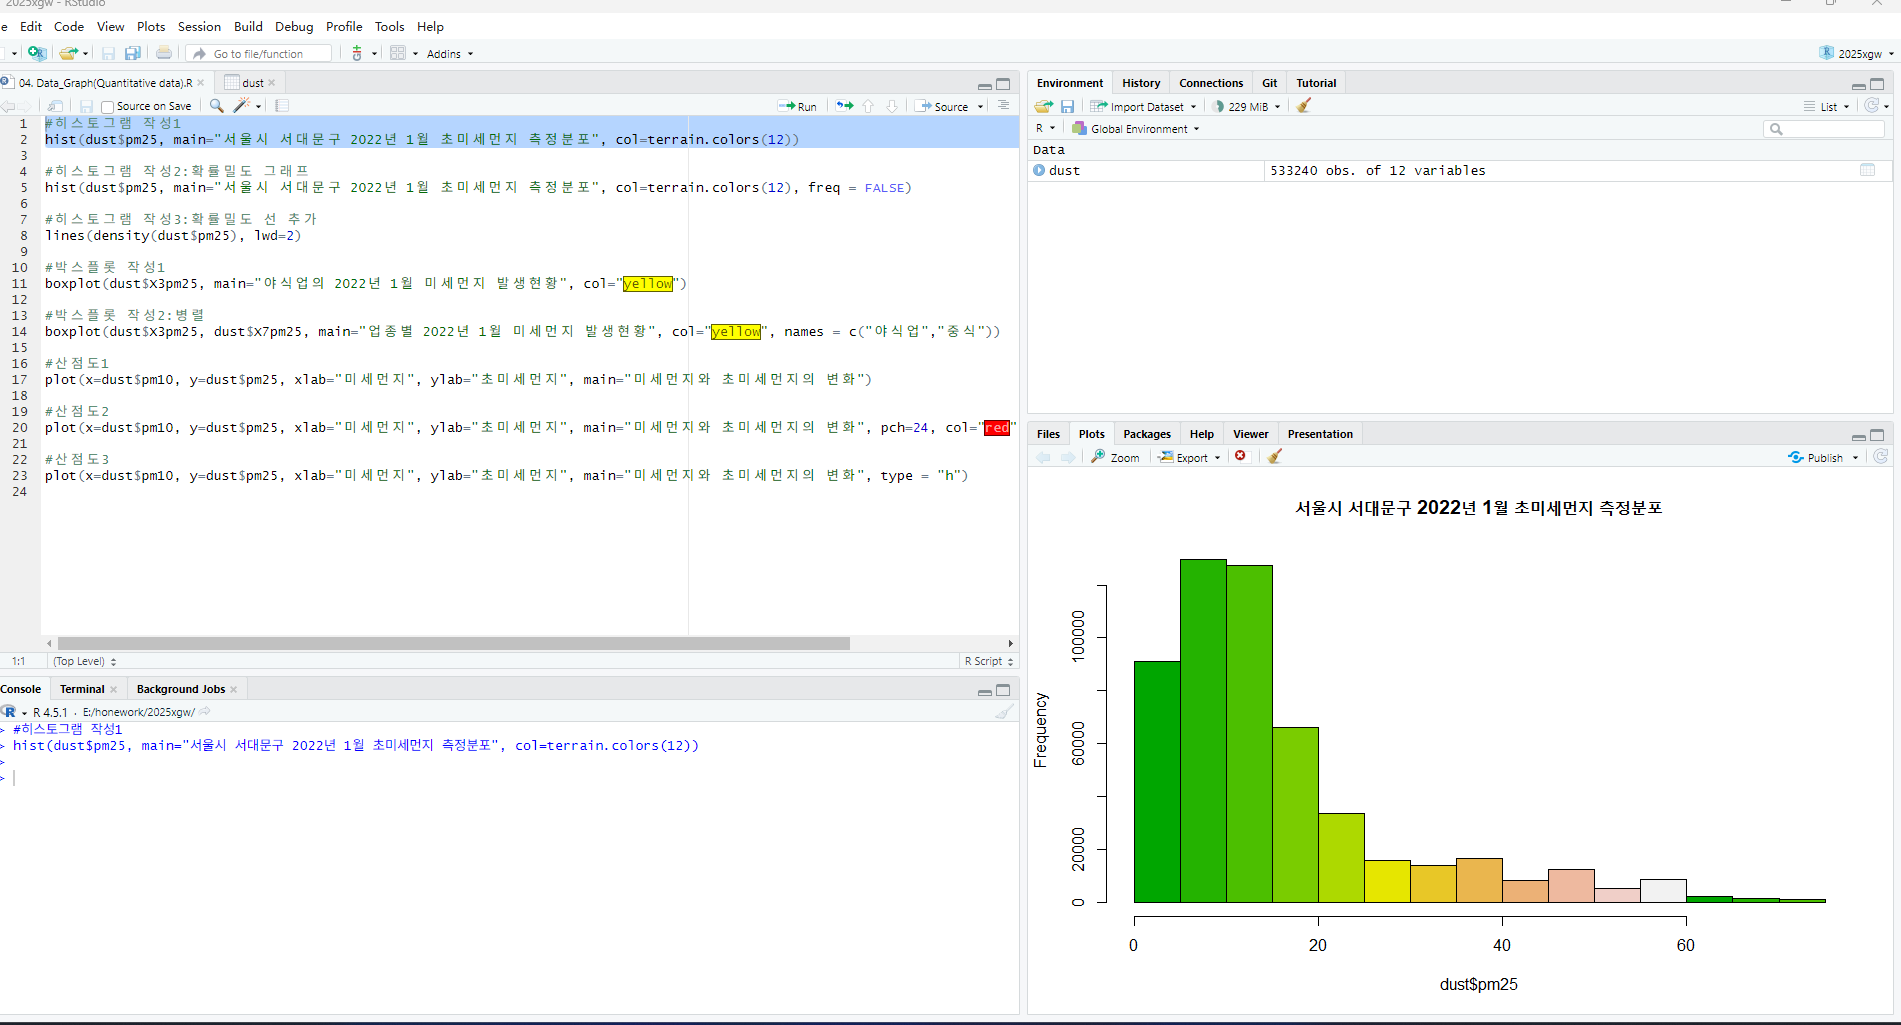 2025xgw - RStudio
Edit Code View Plots Session Build Debug Profile Tools Help
Go to file/function Addins 2025xgw
04. Data_Graph(Quantitative data).R dust
Source on Save Run Source
1 #히스토그램 작성1
2 hist(dust$pm25, main="서울시 서대문구 2022년 1월 초미세먼지 측정분포", col=terrain.colors(12))
3
4 #히스토그램 작성2:확률밀도 그래프
5 hist(dust$pm25, main="서울시 서대문구 2022년 1월 초미세먼지 측정분포", col=terrain.colors(12), freq = FALSE)
6
7 #히스토그램 작성3:확률밀도 선 추가
8 lines(density(dust$pm25), lwd=2)
9
10 #박스플롯 작성1
11 boxplot(dust$X3pm25, main="야식업의 2022년 1월 미세먼지 발생현황", col="yellow")
12
13 #박스플롯 작성2:병렬
14 boxplot(dust$X3pm25, dust$X7pm25, main="업종별 2022년 1월 미세먼지 발생현황", col="yellow", names = c("야식업","중식"))
15
16 #산점도1
17 plot(x=dust$pm10, y=dust$pm25, xlab="미세먼지", ylab="초미세먼지", main="미세먼지와 초미세먼지의 변화")
18
19 #산점도2
20 plot(x=dust$pm10, y=dust$pm25, xlab="미세먼지", ylab="초미세먼지", main="미세먼지와 초미세먼지의 변화", pch=24, col="red"
21
22 #산점도3
23 plot(x=dust$pm10, y=dust$pm25, xlab="미세먼지", ylab="초미세먼지", main="미세먼지와 초미세먼지의 변화", type = "h")
24
1:1 (Top Level) R Script
Console Terminal Background Jobs
R 4.5.1 · E:/honework/2025xgw/
> #히스토그램 작성1
> hist(dust$pm25, main="서울시 서대문구 2022년 1월 초미세먼지 측정분포", col=terrain.colors(12))
>
>
Environment History Connections Git Tutorial
Import Dataset 229 MiB List
R Global Environment
Data
dust 533240 obs. of 12 variables
Files Plots Packages Help Viewer Presentation
Zoom Export Publish
서울시 서대문구 2022년 1월 초미세먼지 측정분포
Frequency
100000
60000
20000
0
0 20 40 60
dust$pm25